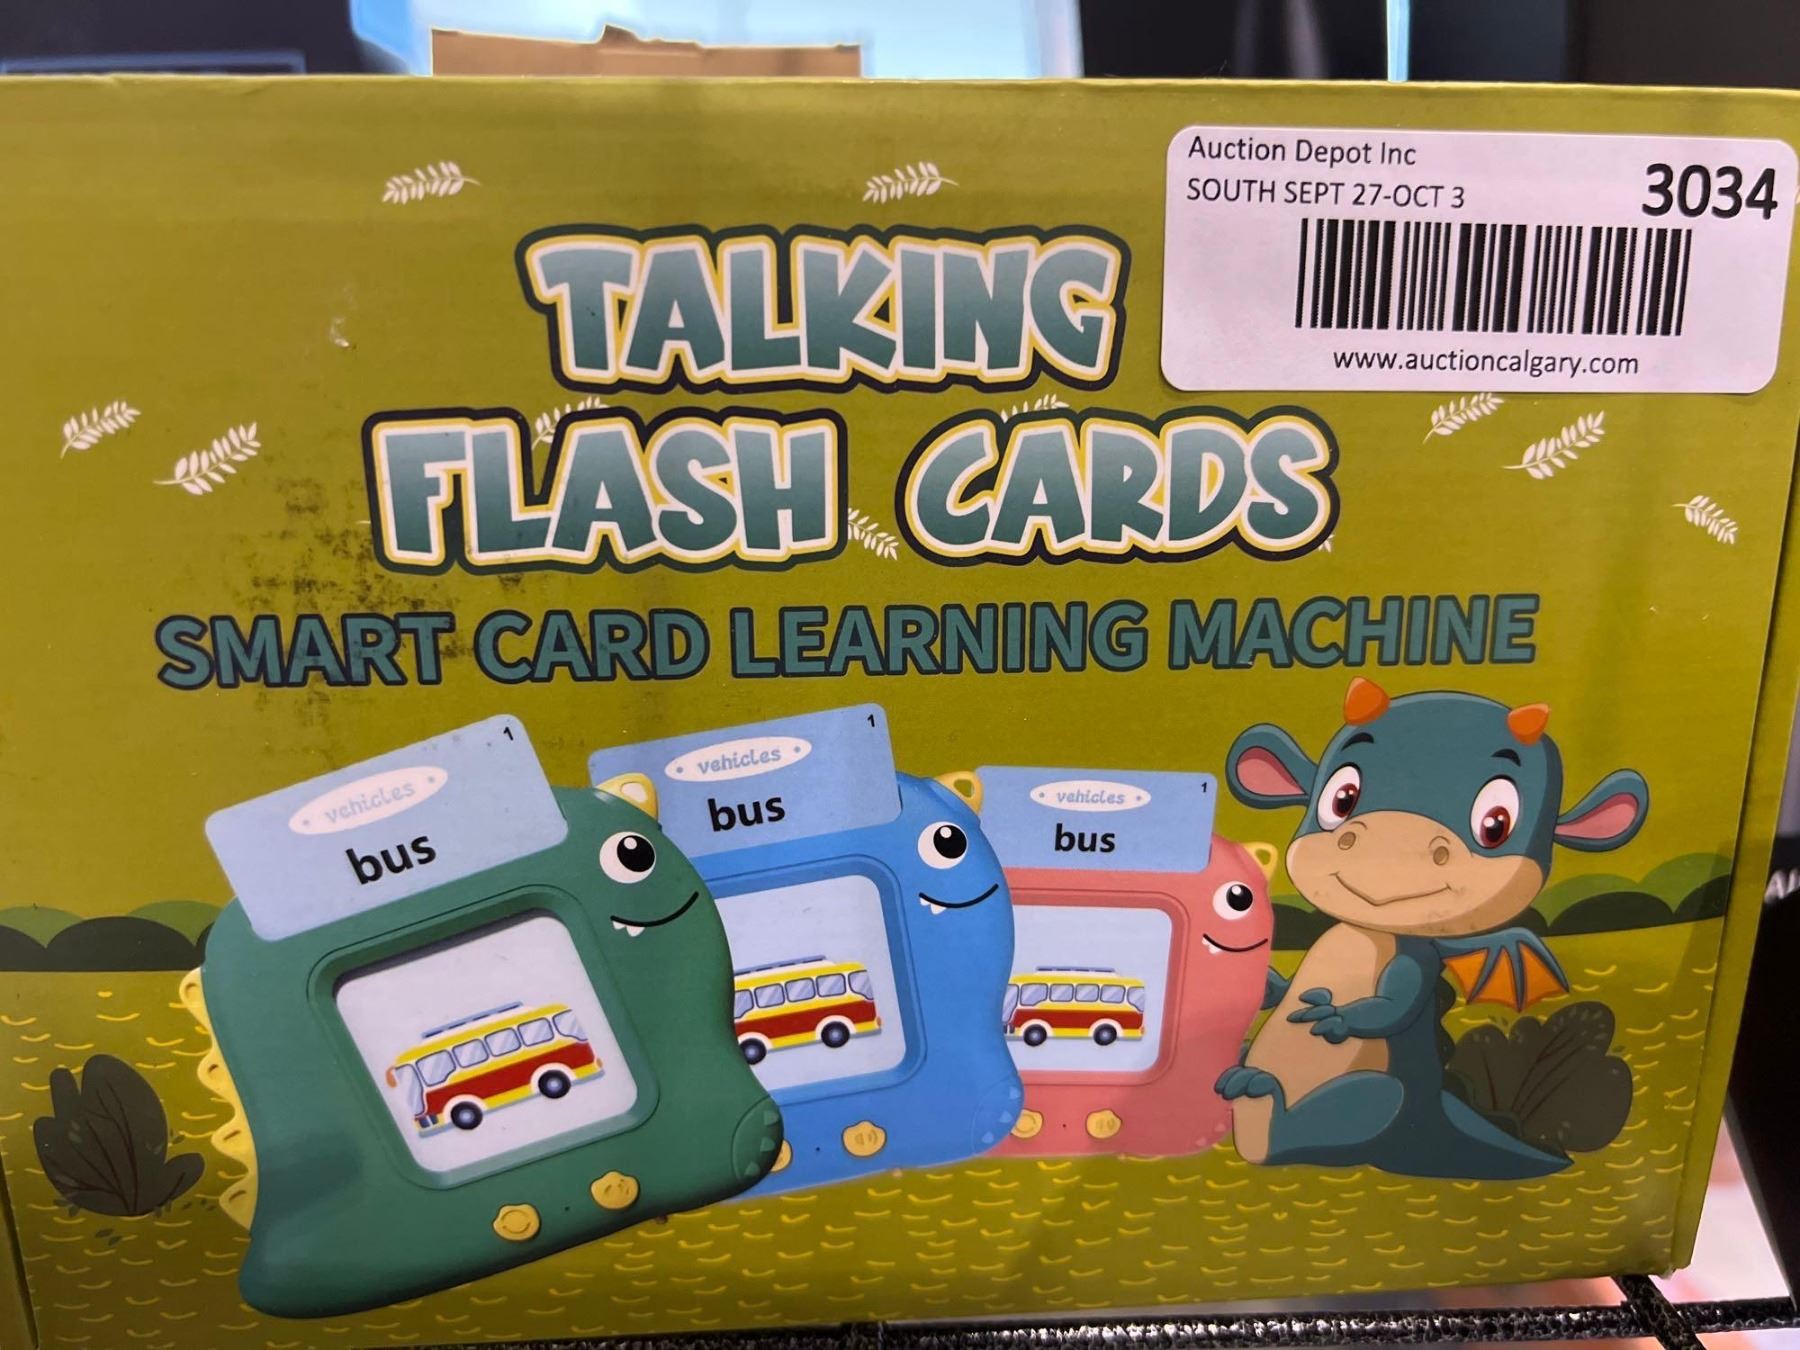 Auction Depot Inc
SOUTH SEPT 27-OCT 3
3034
www.auctioncalgary.com
TALKING
FLASH CARDS
SMART CARD LEARNING MACHINE
1
vehicles
bus
1
vehicles
bus
1
vehicles
bus